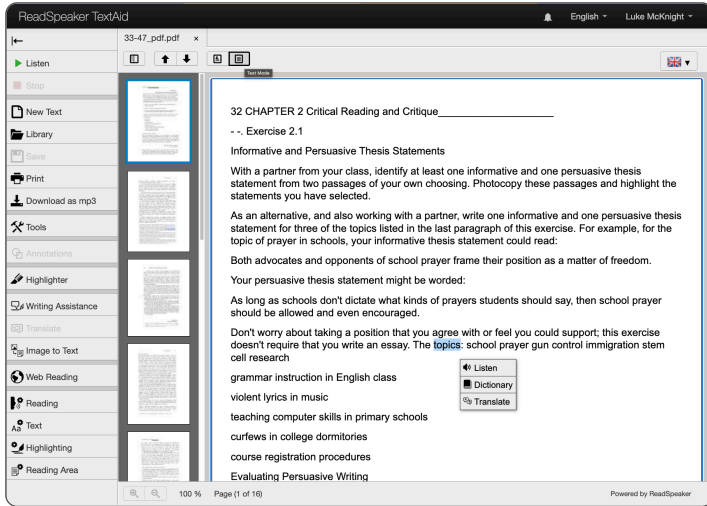 ReadSpeaker TextAid
English
Luke McKnight
33-47_pdf.pdf ×
Listen
Stop
New Text
Library
Save
Print
Download as mp3
Tools
Annotations
Highlighter
Writing Assistance
Translate
Image to Text
Web Reading
Reading
Text
Highlighting
Reading Area
Text Mode
32 CHAPTER 2 Critical Reading and Critique_____________________
- -. Exercise 2.1
Informative and Persuasive Thesis Statements
With a partner from your class, identify at least one informative and one persuasive thesis
statement from two passages of your own choosing. Photocopy these passages and highlight the
statements you have selected.
As an alternative, and also working with a partner, write one informative and one persuasive thesis
statement for three of the topics listed in the last paragraph of this exercise. For example, for the
topic of prayer in schools, your informative thesis statement could read:
Both advocates and opponents of school prayer frame their position as a matter of freedom.
Your persuasive thesis statement might be worded:
As long as schools don't dictate what kinds of prayers students should say, then school prayer
should be allowed and even encouraged.
Don't worry about taking a position that you agree with or feel you could support; this exercise
doesn't require that you write an essay. The topics: school prayer gun control immigration stem
cell research
grammar instruction in English class
violent lyrics in music
teaching computer skills in primary schools
curfews in college dormitories
course registration procedures
Evaluating Persuasive Writing
Listen
Dictionary
Translate
100 %
Page (1 of 16)
Powered by ReadSpeaker